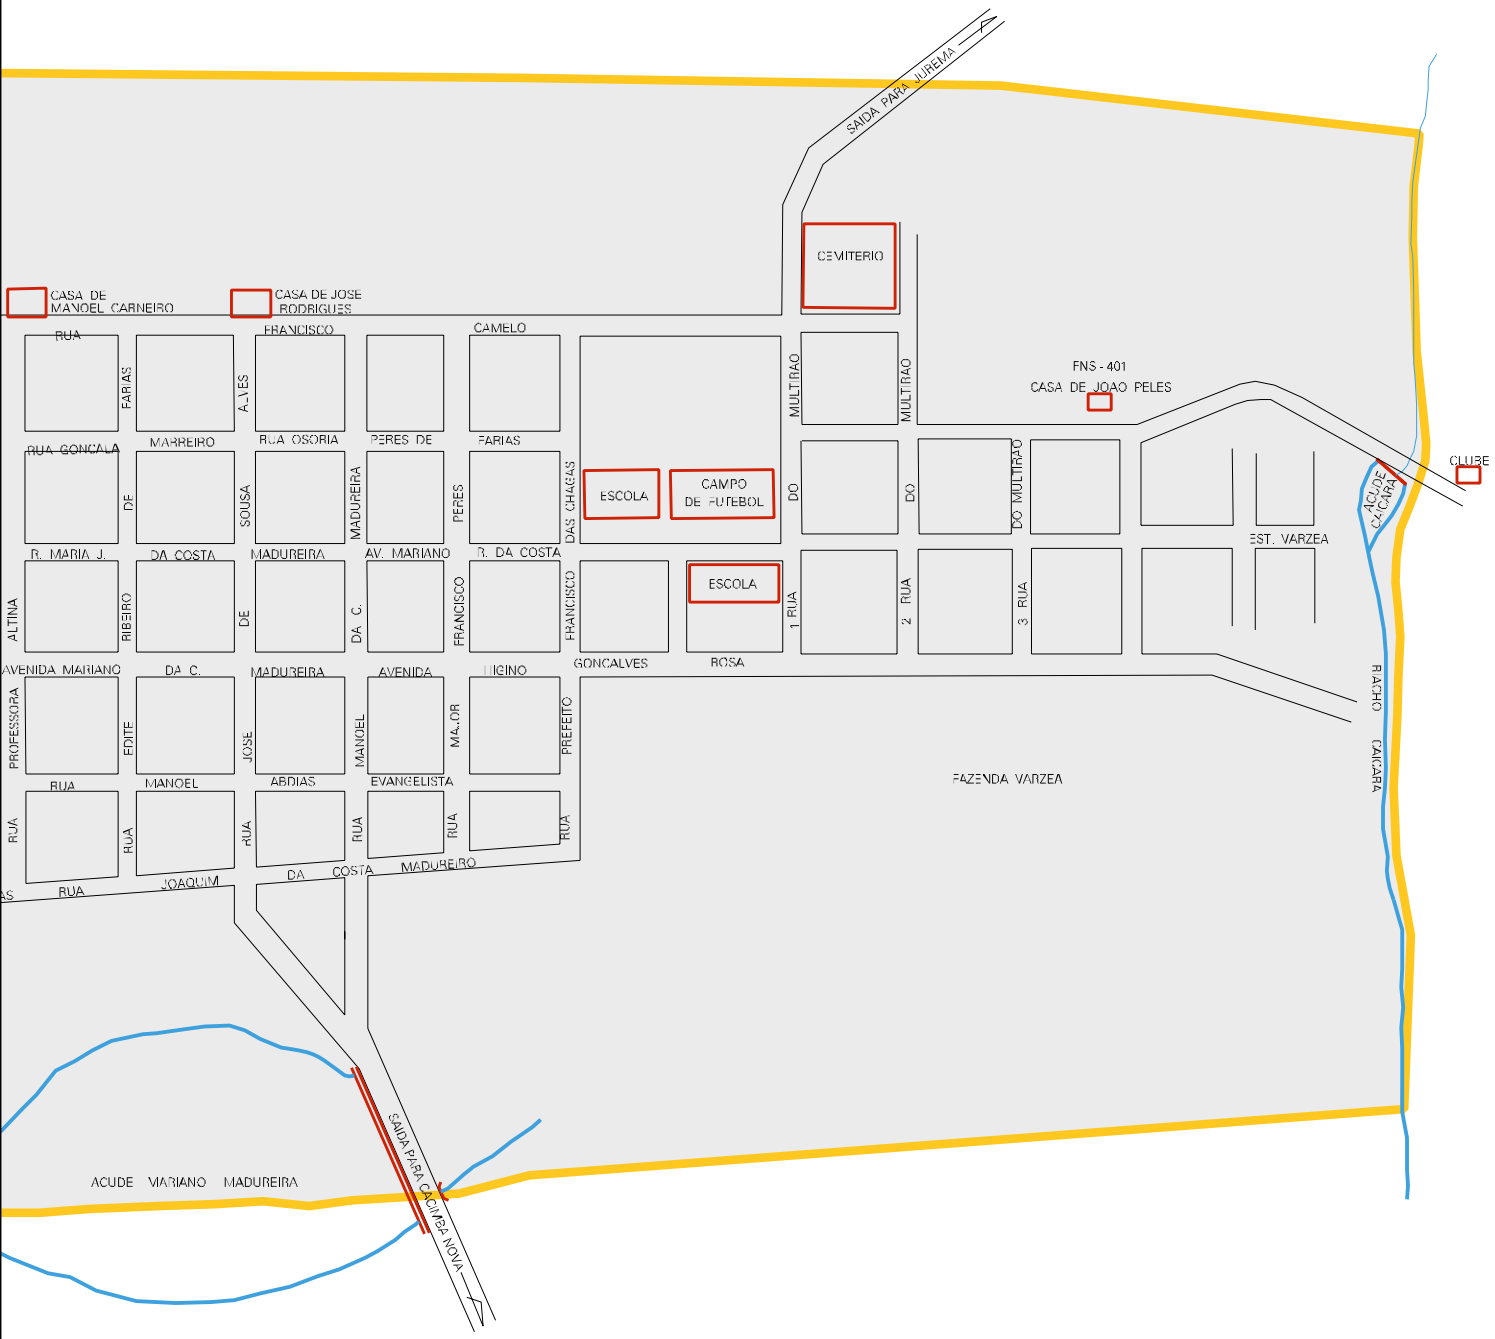 SAIDA PARA JUREMA
CEMITERIO
CASA DE
MANOEL CARNEIRO
CASA DE JOSE
RODRIGUES
RUA FRANCISCO CAMELO
FNS - 401
CASA DE JOAO PELES
CLUBE
RUA GONCALA MARREIRO RUA OSORIA PERES DE FARIAS
ESCOLA
CAMPO
DE FUTEBOL
ACUDE
CAICARA
EST. VARZEA
R. MARIA J. DA COSTA MADUREIRA AV. MARIANO R. DA COSTA
ESCOLA
AVENIDA MARIANO DA C. MADUREIRA AVENIDA HIGINO GONCALVES ROSA
RUA MANOEL ABDIAS EVANGELISTA
RUA PROFESSORA ALTINA
RUA EDITE RIBEIRO DE FARIAS
RUA JOSE DE SOUSA ALVES
RUA MANOEL DA C. MADUREIRA
RUA MAJOR FRANCISCO PERES
RUA PREFEITO FRANCISCO DAS CHAGAS
1 RUA DO MULTIRAO
2 RUA DO MULTIRAO
3 RUA DO MULTIRAO
RIACHO CAICARA
FAZENDA VARZEA
AS RUA JOAQUIM DA COSTA MADUREIRO
SAIDA PARA CACIMBA NOVA
ACUDE MARIANO MADUREIRA